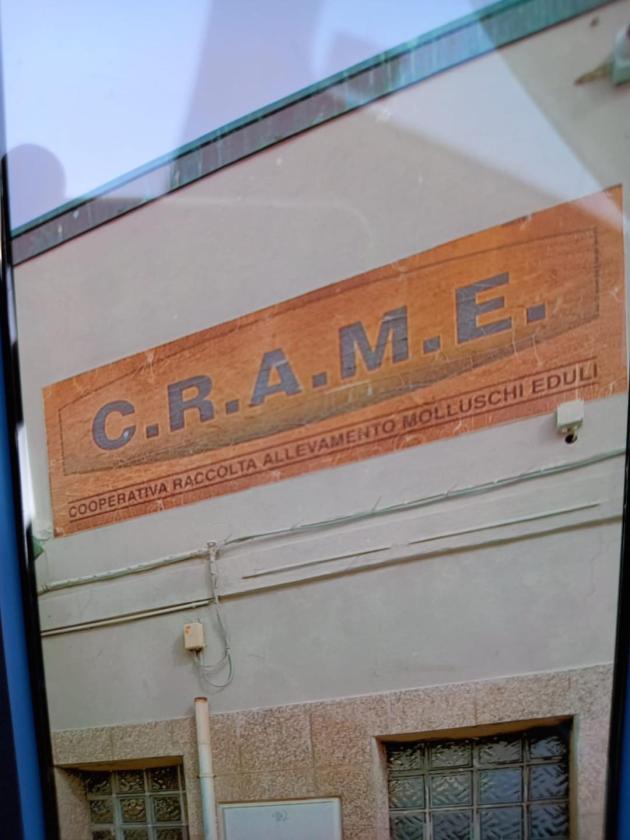 C.R.A.M.E.
COOPERATIVA RACCOLTA ALLEVAMENTO MOLLUSCHI EDULI